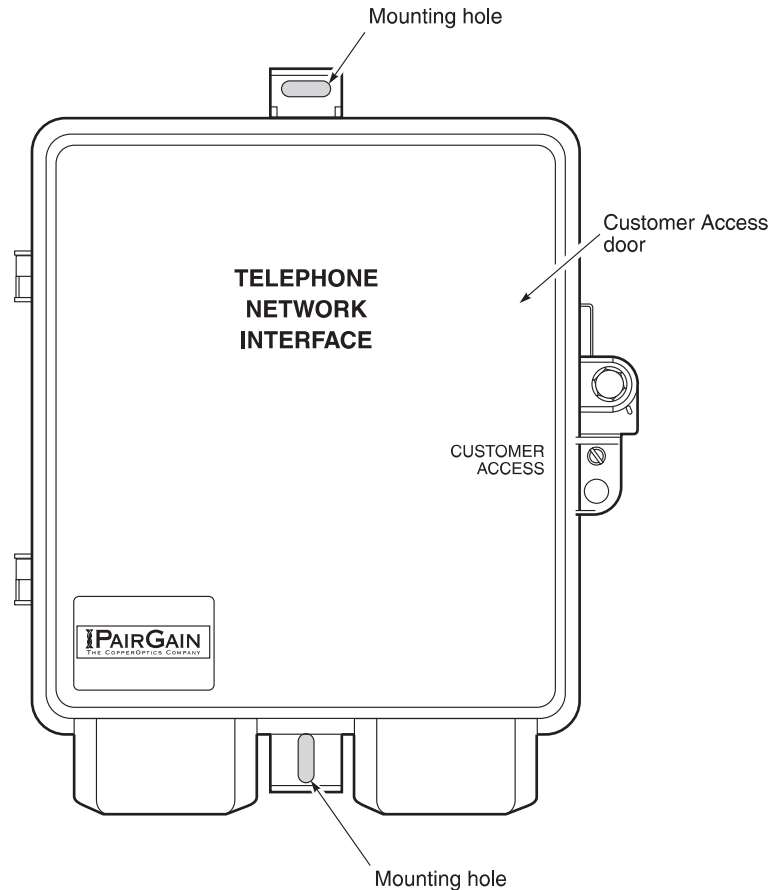 Mounting hole
Customer Access
door
TELEPHONE
NETWORK
INTERFACE
CUSTOMER
ACCESS
PAIRGAIN
THE COPPEROPTICS COMPANY
Mounting hole